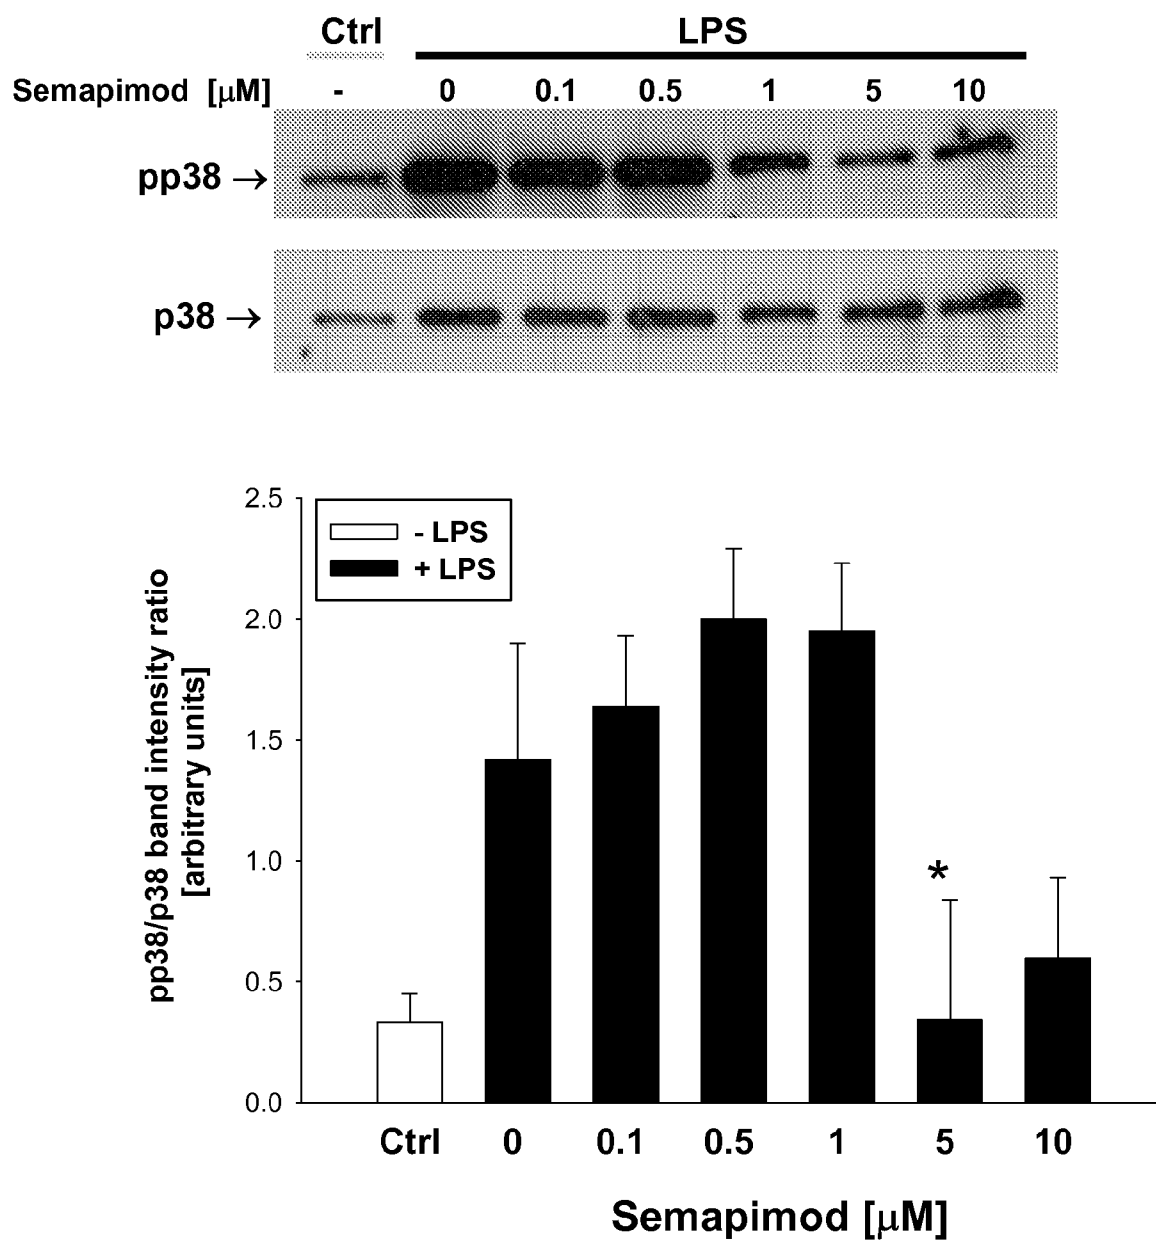 Ctrl LPS
Semapimod [μM] - 0 0.1 0.5 1 5 10
pp38 →
p38 →
2.5
2.0
1.5
1.0
0.5
0.0
pp38/p38 band intensity ratio
[arbitrary units]
- LPS
+ LPS
*
Ctrl 0 0.1 0.5 1 5 10
Semapimod [μM]